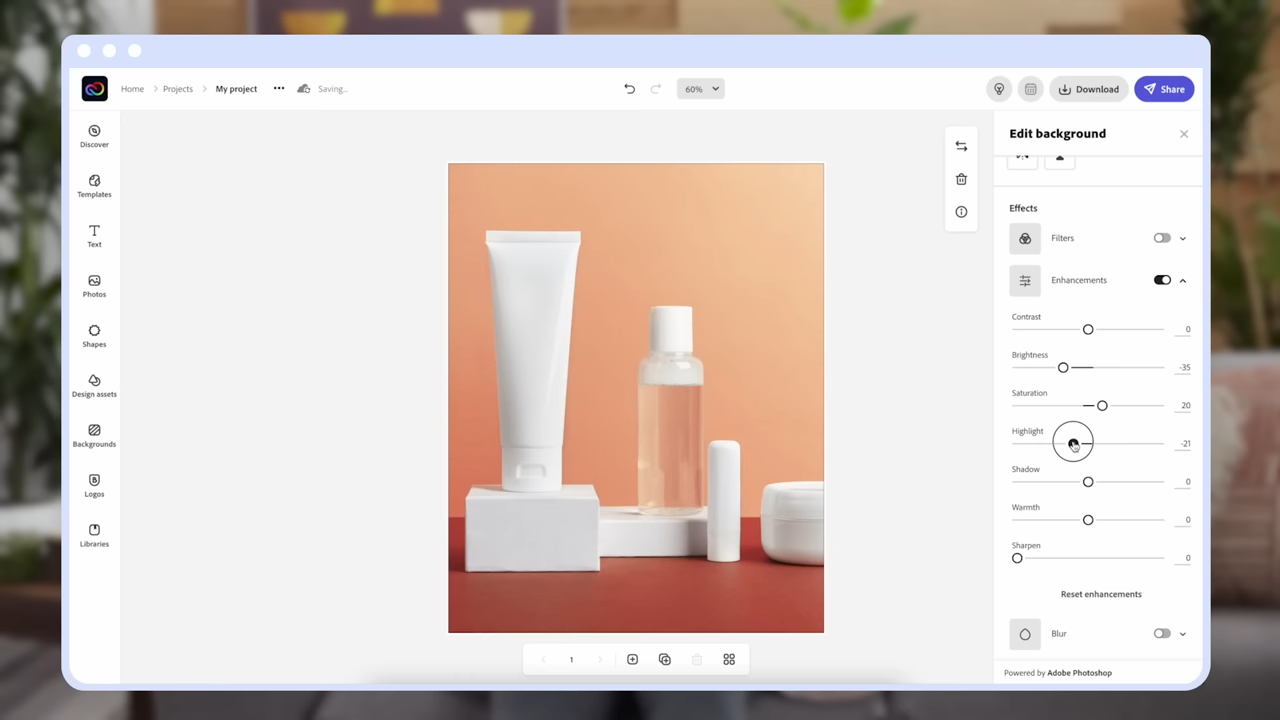 Home
Projects
My project
Saving..
60%
Download
Share
Discover
Templates
Text
Photos
Shapes
Design assets
Backgrounds
Logos
Libraries
1
Edit background
Effects
Filters
Enhancements
Contrast
0
Brightness
-35
Saturation
20
Highlight
-21
Shadow
0
Warmth
0
Sharpen
0
Reset enhancements
Blur
Powered by Adobe Photoshop